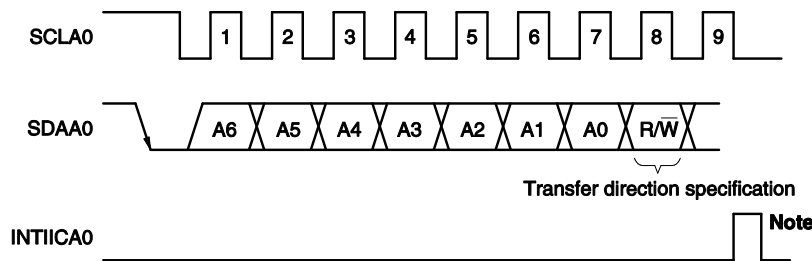 SCLA0 1 2 3 4 5 6 7 8 9
SDAA0 A6 A5 A4 A3 A2 A1 A0 R/W̅
Transfer direction specification
Note
INTIICA0